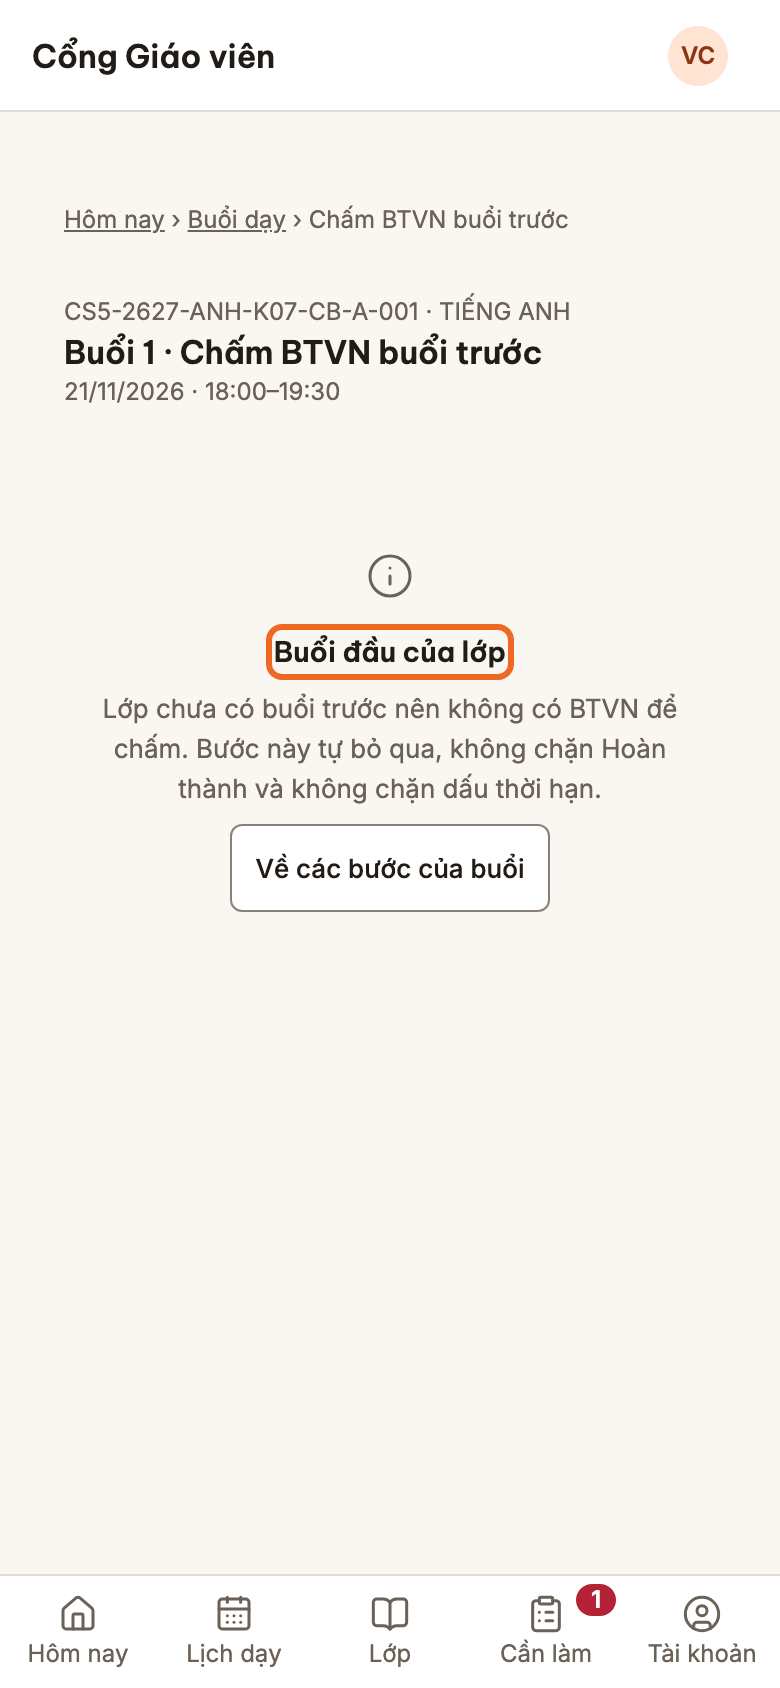 Cổng Giáo viên
VC
Hôm nay › Buổi dạy › Chấm BTVN buổi trước
CS5-2627-ANH-K07-CB-A-001 · TIẾNG ANH
Buổi 1 · Chấm BTVN buổi trước
21/11/2026 · 18:00–19:30
Buổi đầu của lớp
Lớp chưa có buổi trước nên không có BTVN để
chấm. Bước này tự bỏ qua, không chặn Hoàn
thành và không chặn dấu thời hạn.
Về các bước của buổi
1
Hôm nay
Lịch dạy
Lớp
Cần làm
Tài khoản